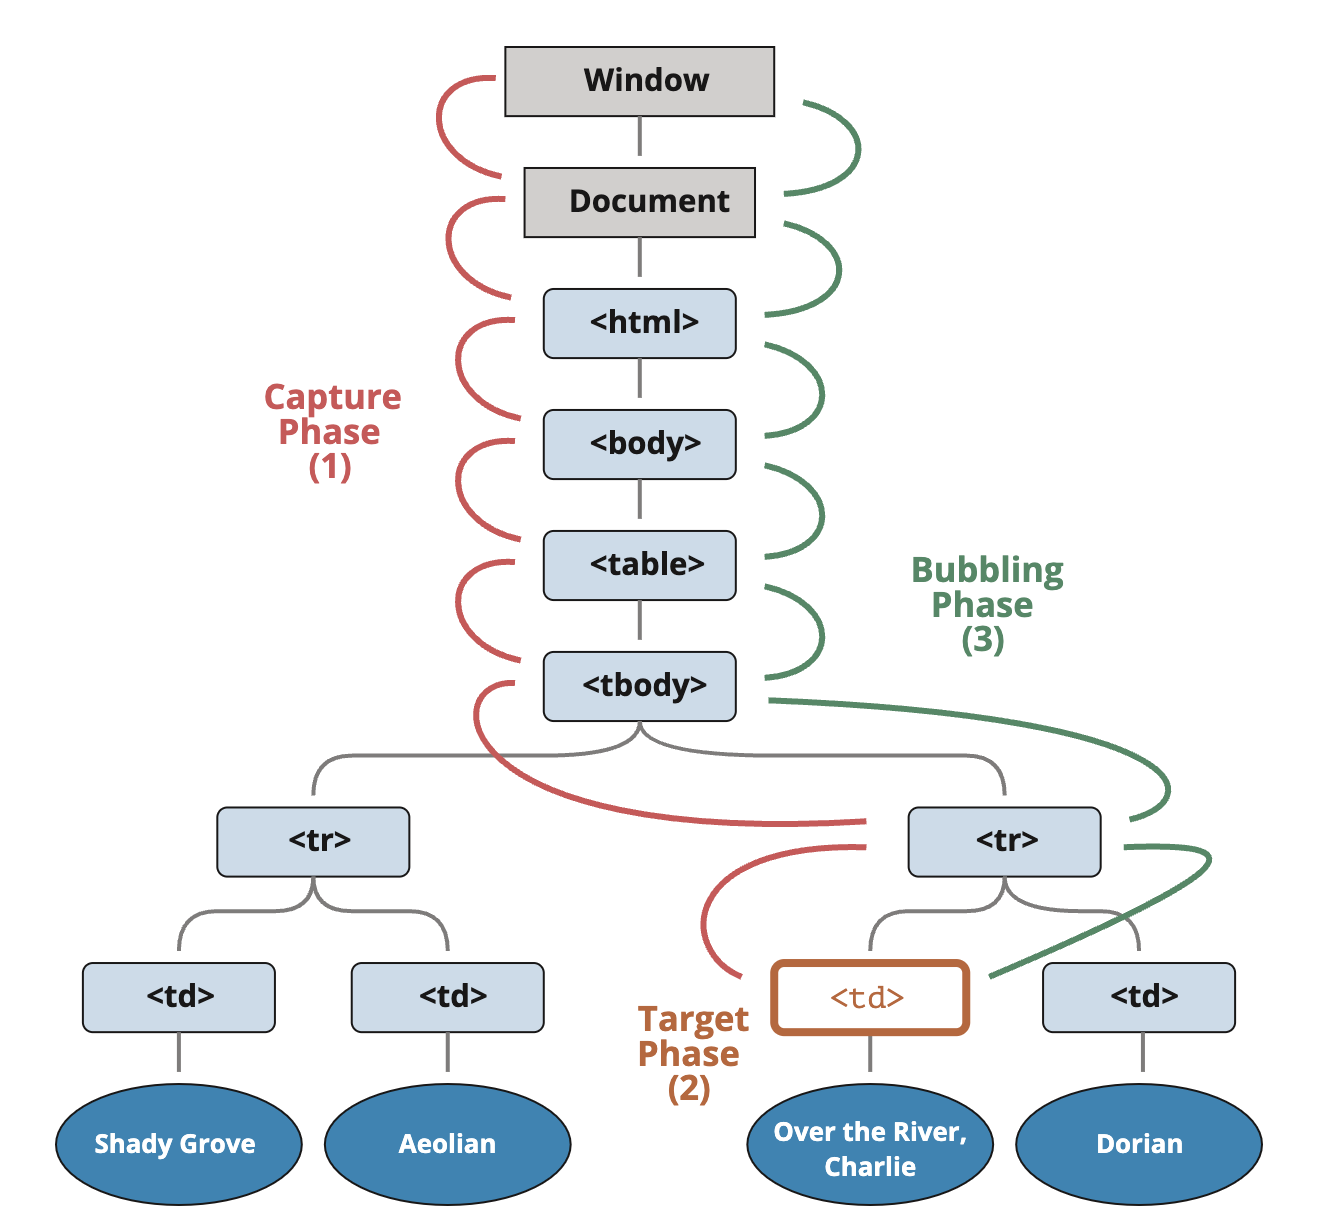 Window
Document
<html>
Capture
Phase
(1)
<body>
<table>
Bubbling
Phase
(3)
<tbody>
<tr>
<tr>
<td>
<td>
<td>
<td>
Target
Phase
(2)
Shady Grove
Aeolian
Over the River,
Charlie
Dorian